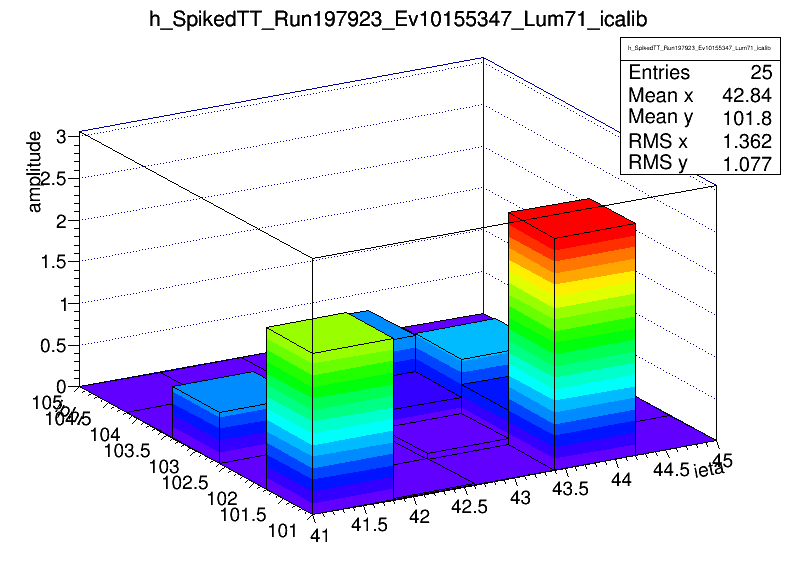 h_SpikedTT_Run197923_Ev10155347_Lum71_icalib
h_SpikedTT_Run197923_Ev10155347_Lum71_icalib
Entries 25
Mean x 42.84
Mean y 101.8
RMS x 1.362
RMS y 1.077
amplitude
3
2.5
2
1.5
1
0.5
0
105
104.5
104
103.5
103
102.5
102
101.5
101
41
41.5
42
42.5
43
43.5
44
44.5
45
ieta